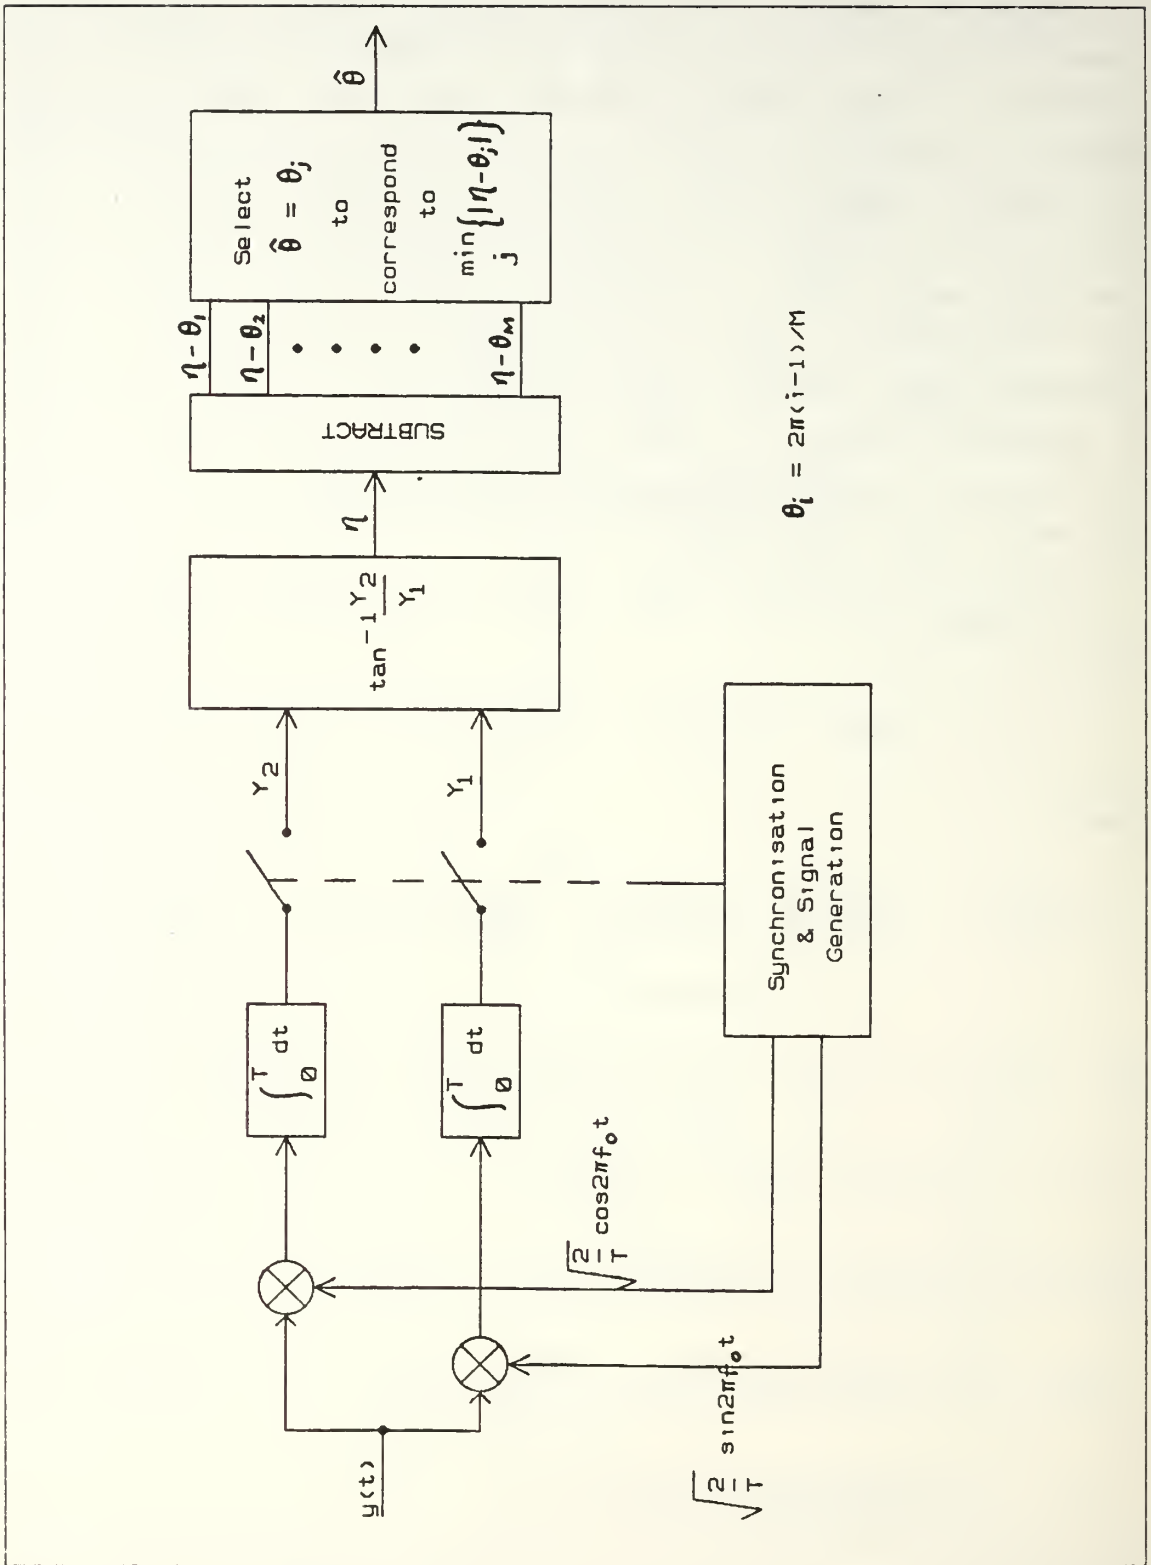 y(t)
√2/T sin2πf₀t
√2/T cos2πf₀t
∫₀ᵀ dt
∫₀ᵀ dt
Synchronisation
& Signal
Generation
Y₂
Y₁
tan⁻¹ Y₂/Y₁
η
SUBTRACT
η-θ₁
η-θ₂
η-θ_M
Select
θ̂ = θⱼ
to
correspond
to
min {|η-θⱼ|}
j
θ̂
θᵢ = 2π(i-1)/M